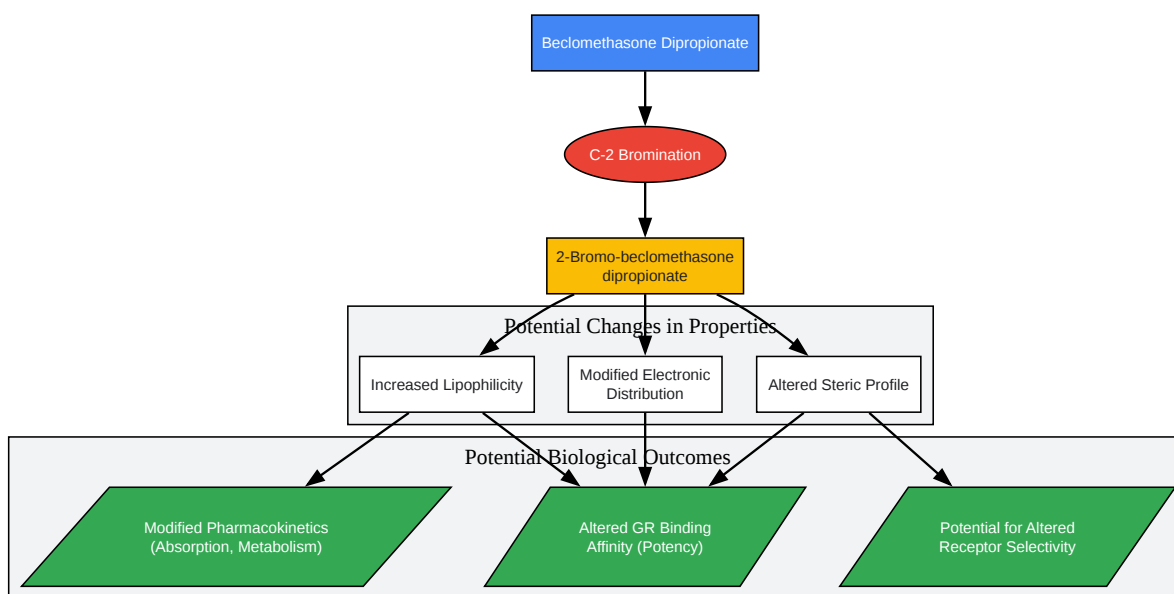 Beclomethasone Dipropionate
C-2 Bromination
2-Bromo-beclomethasone
dipropionate
Potential Changes in Properties
Increased Lipophilicity
Modified Electronic
Distribution
Altered Steric Profile
Potential Biological Outcomes
Modified Pharmacokinetics
(Absorption, Metabolism)
Altered GR Binding
Affinity (Potency)
Potential for Altered
Receptor Selectivity